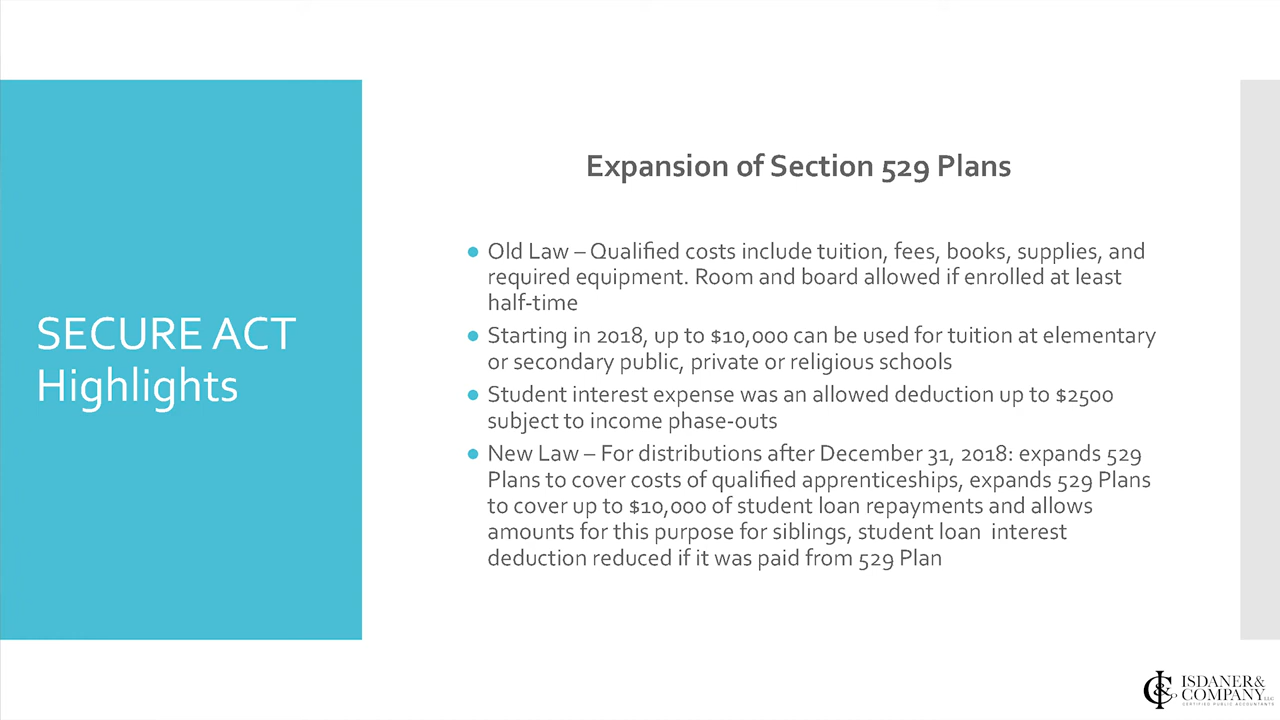 SECURE ACT
Highlights
Expansion of Section 529 Plans
● Old Law – Qualified costs include tuition, fees, books, supplies, and
required equipment. Room and board allowed if enrolled at least
half-time
● Starting in 2018, up to $10,000 can be used for tuition at elementary
or secondary public, private or religious schools
● Student interest expense was an allowed deduction up to $2500
subject to income phase-outs
● New Law – For distributions after December 31, 2018: expands 529
Plans to cover costs of qualified apprenticeships, expands 529 Plans
to cover up to $10,000 of student loan repayments and allows
amounts for this purpose for siblings, student loan  interest
deduction reduced if it was paid from 529 Plan
ISDANER&
COMPANY, LLC
CERTIFIED PUBLIC ACCOUNTANTS